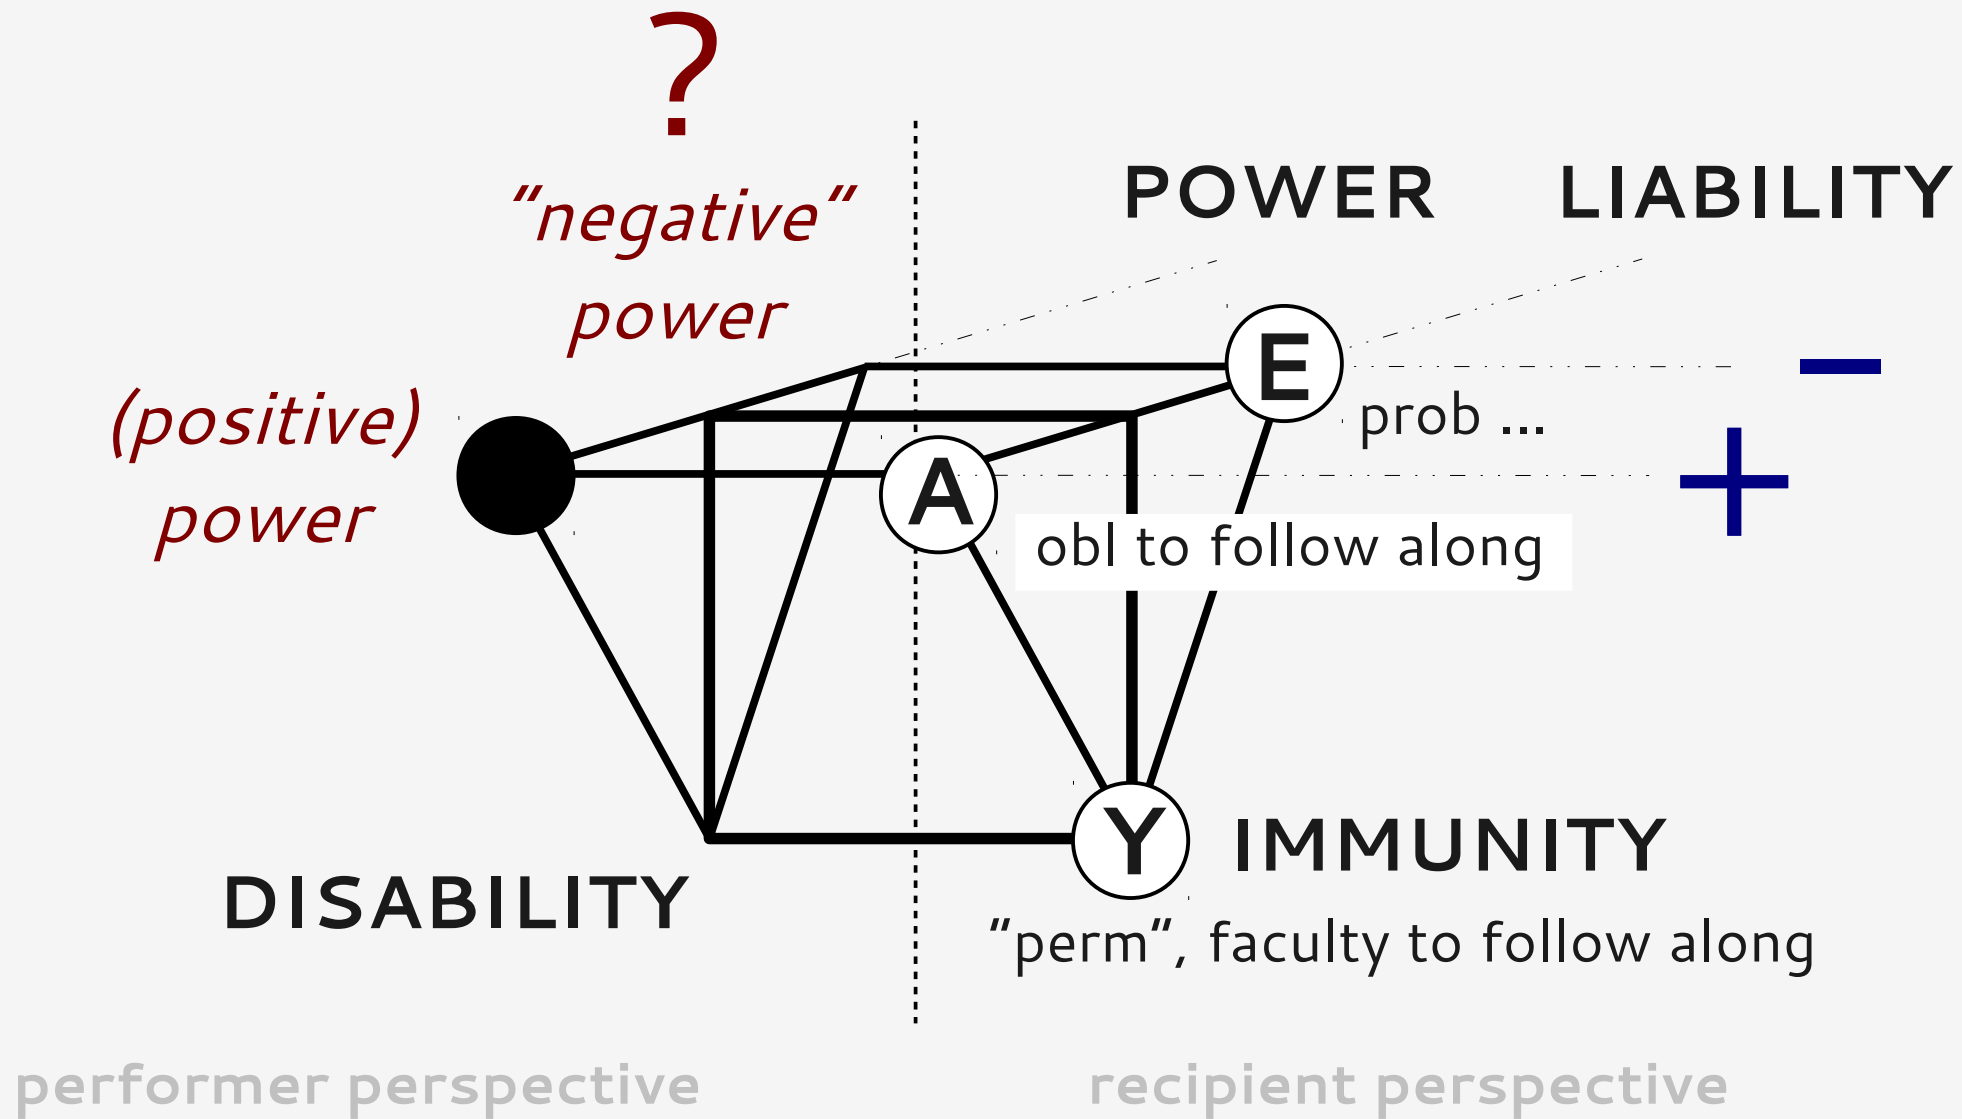 ?
“negative“
power
POWER
LIABILITY
(positive)
power
E
−
prob ...
A
+
obl to follow along
Y
IMMUNITY
DISABILITY
“perm“, faculty to follow along
performer perspective
recipient perspective